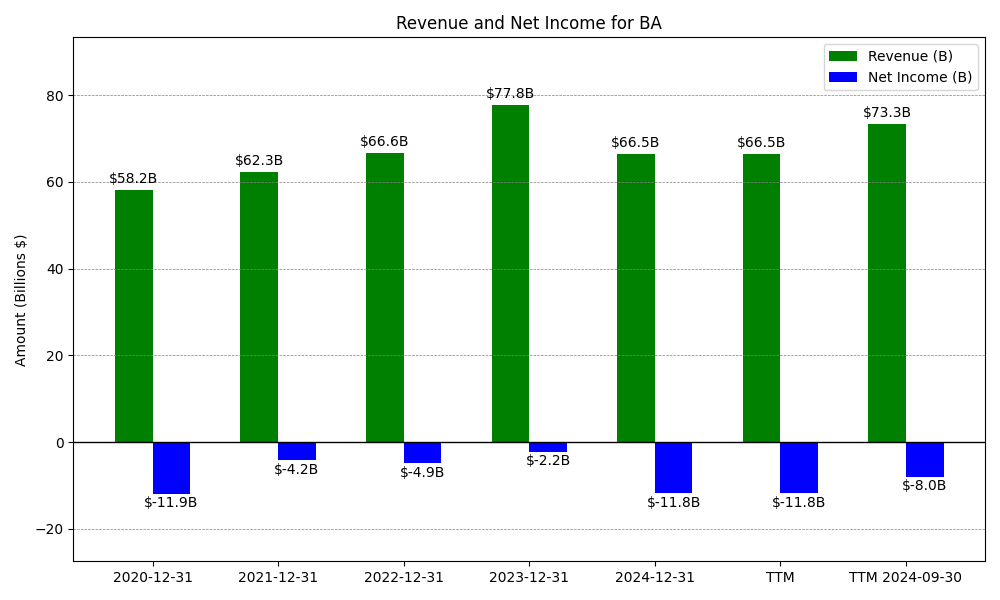 Revenue and Net Income for BA
Revenue (B)
Net Income (B)
Amount (Billions $)
80
60
40
20
0
−20
$58.2B
$62.3B
$66.6B
$77.8B
$66.5B
$66.5B
$73.3B
$-11.9B
$-4.2B
$-4.9B
$-2.2B
$-11.8B
$-11.8B
$-8.0B
2020-12-31
2021-12-31
2022-12-31
2023-12-31
2024-12-31
TTM
TTM 2024-09-30